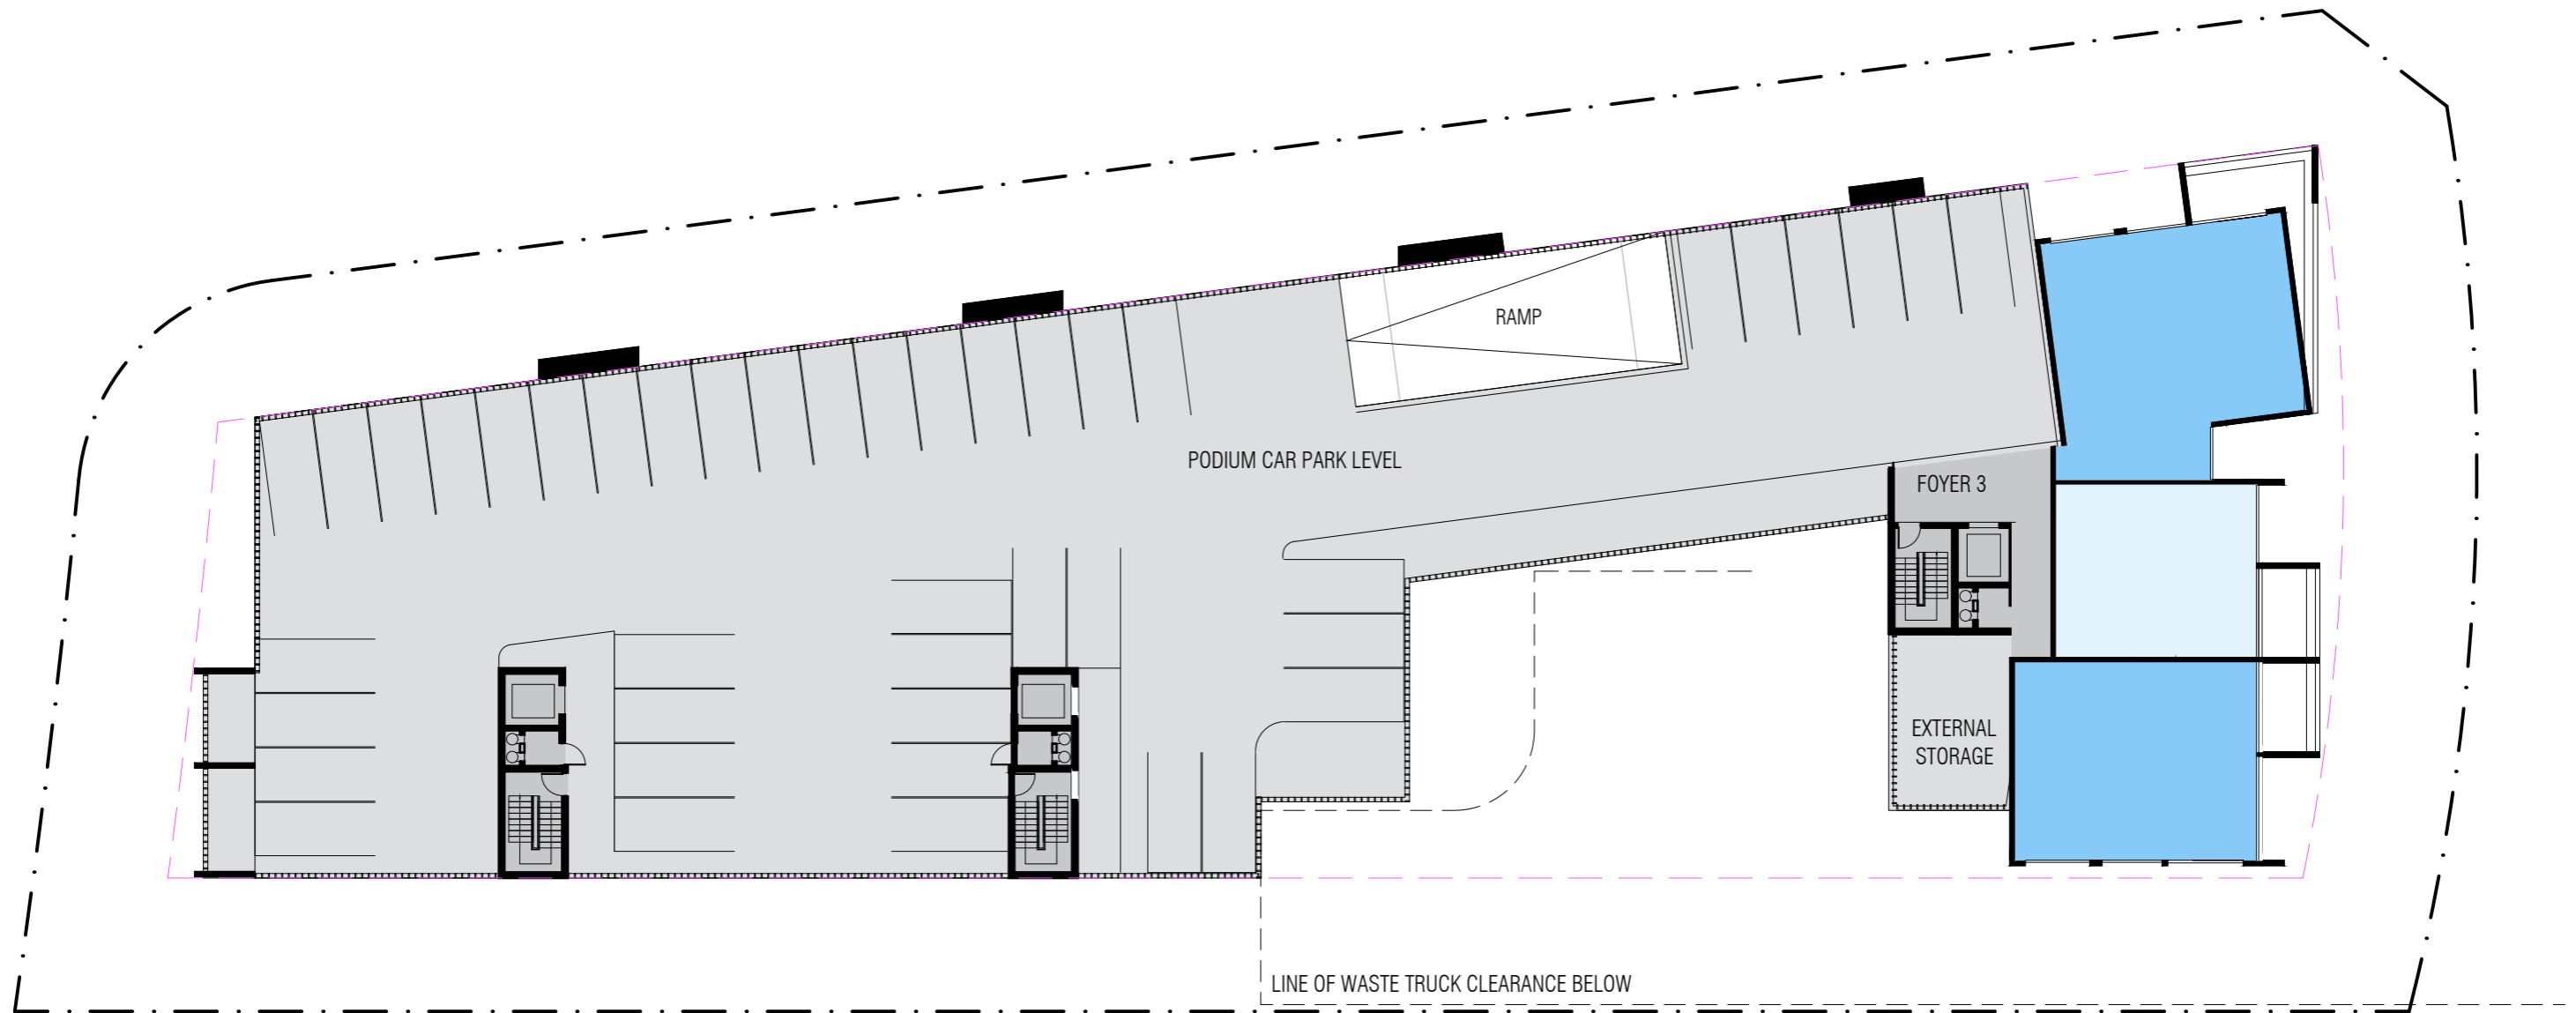 RAMP
PODIUM CAR PARK LEVEL
FOYER 3
EXTERNAL
STORAGE
LINE OF WASTE TRUCK CLEARANCE BELOW